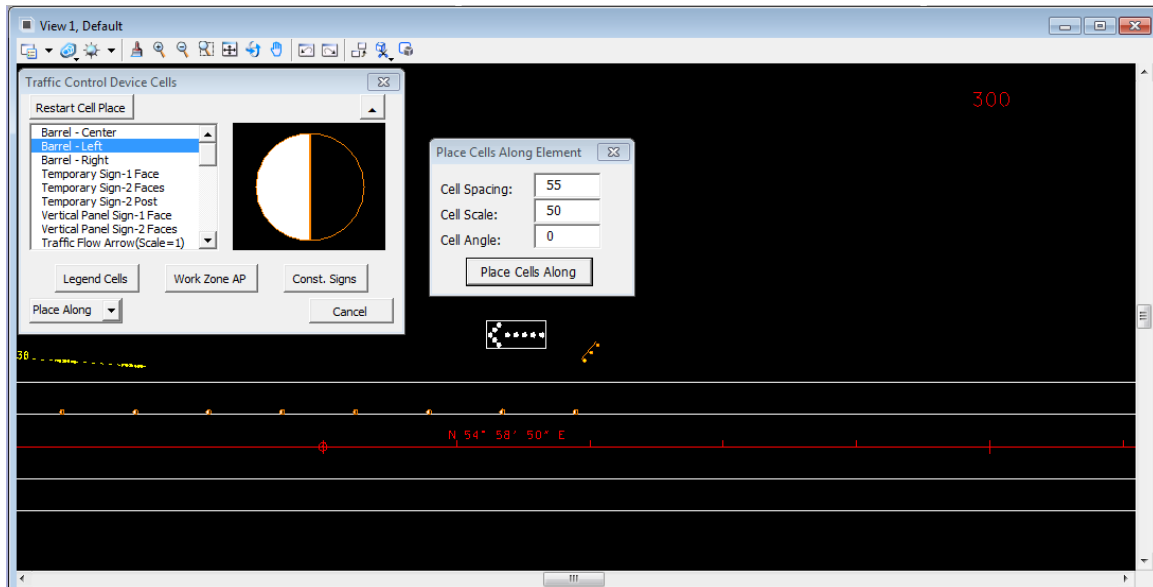 View 1, Default
Traffic Control Device Cells
Restart Cell Place
Barrel - Center
Barrel - Left
Barrel - Right
Temporary Sign-1 Face
Temporary Sign-2 Faces
Temporary Sign-2 Post
Vertical Panel Sign-1 Face
Vertical Panel Sign-2 Faces
Traffic Flow Arrow(Scale=1)
Legend Cells
Work Zone AP
Const. Signs
Place Along
Cancel
Place Cells Along Element
Cell Spacing: 55
Cell Scale: 50
Cell Angle: 0
Place Cells Along
300
30
N 54° 58' 50" E